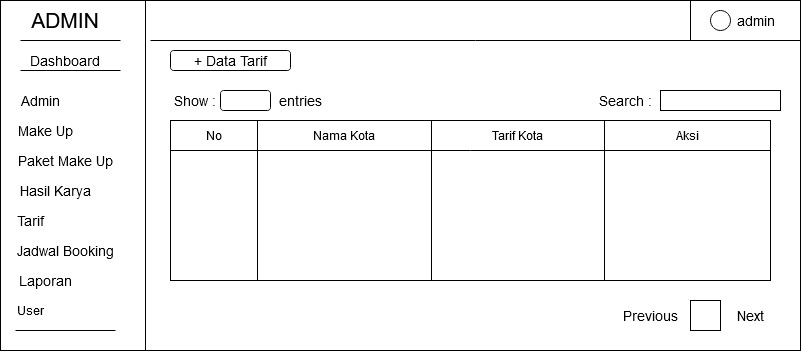 ADMIN
admin
Dashboard
+ Data Tarif
Admin
Show : entries
Search :
Make Up
No Nama Kota Tarif Kota Aksi
Paket Make Up
Hasil Karya
Tarif
Jadwal Booking
Laporan
User
Previous Next